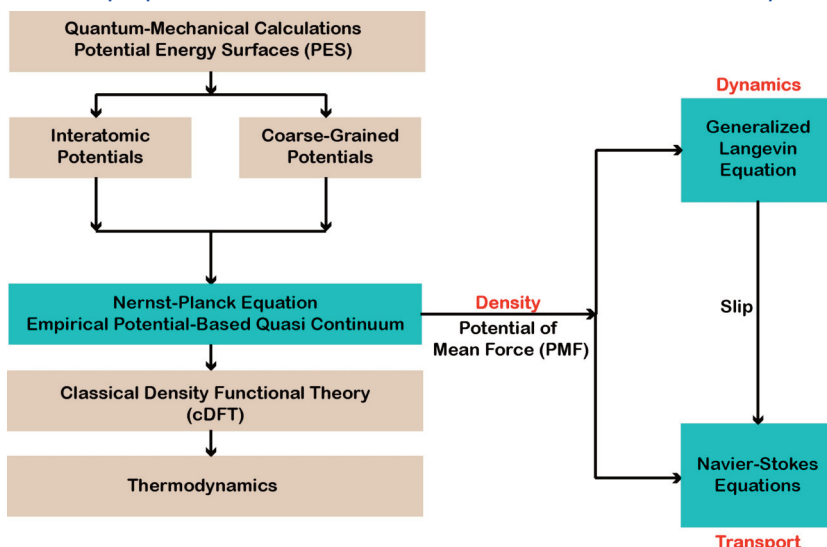 Quantum-Mechanical Calculations
Potential Energy Surfaces (PES)
Interatomic
Potentials
Coarse-Grained
Potentials
Nernst-Planck Equation
Empirical Potential-Based Quasi Continuum
Classical Density Functional Theory
(cDFT)
Thermodynamics
Density
Potential of
Mean Force (PMF)
Dynamics
Generalized
Langevin
Equation
Slip
Navier-Stokes
Equations
Transport